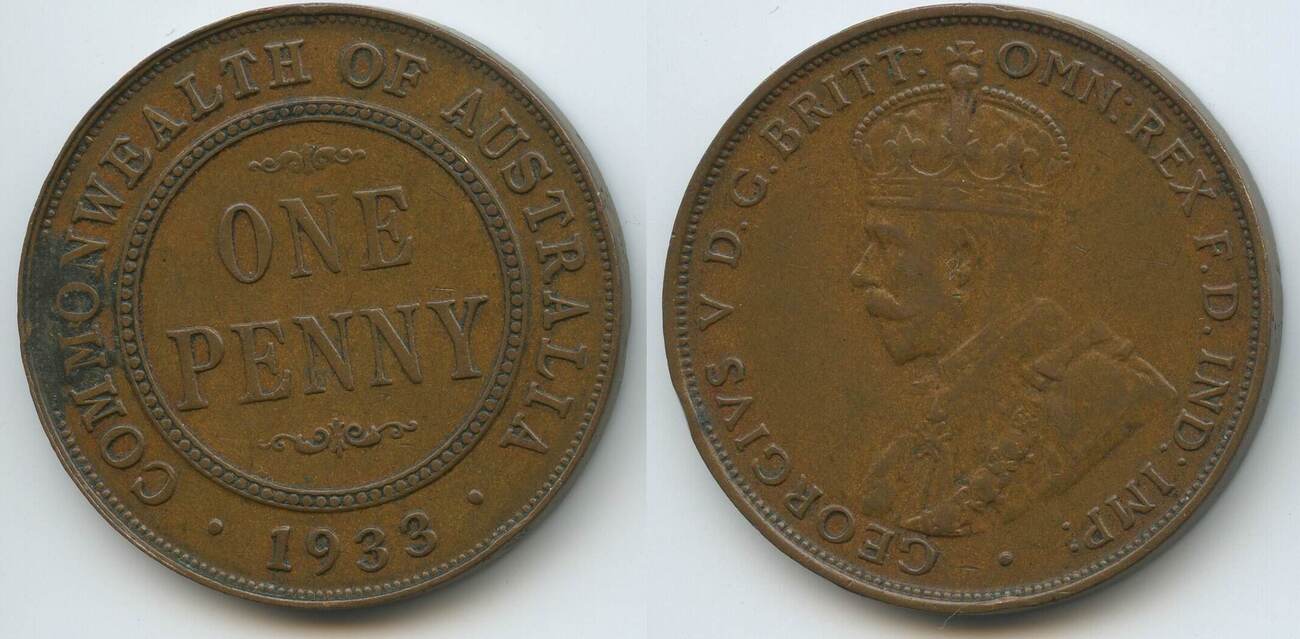 COMMONWEALTH OF AUSTRALIA
ONE
PENNY
· 1933 ·
GEORGIVS V D. G. BRITT: OMN: REX F. D. IND: IMP: ·